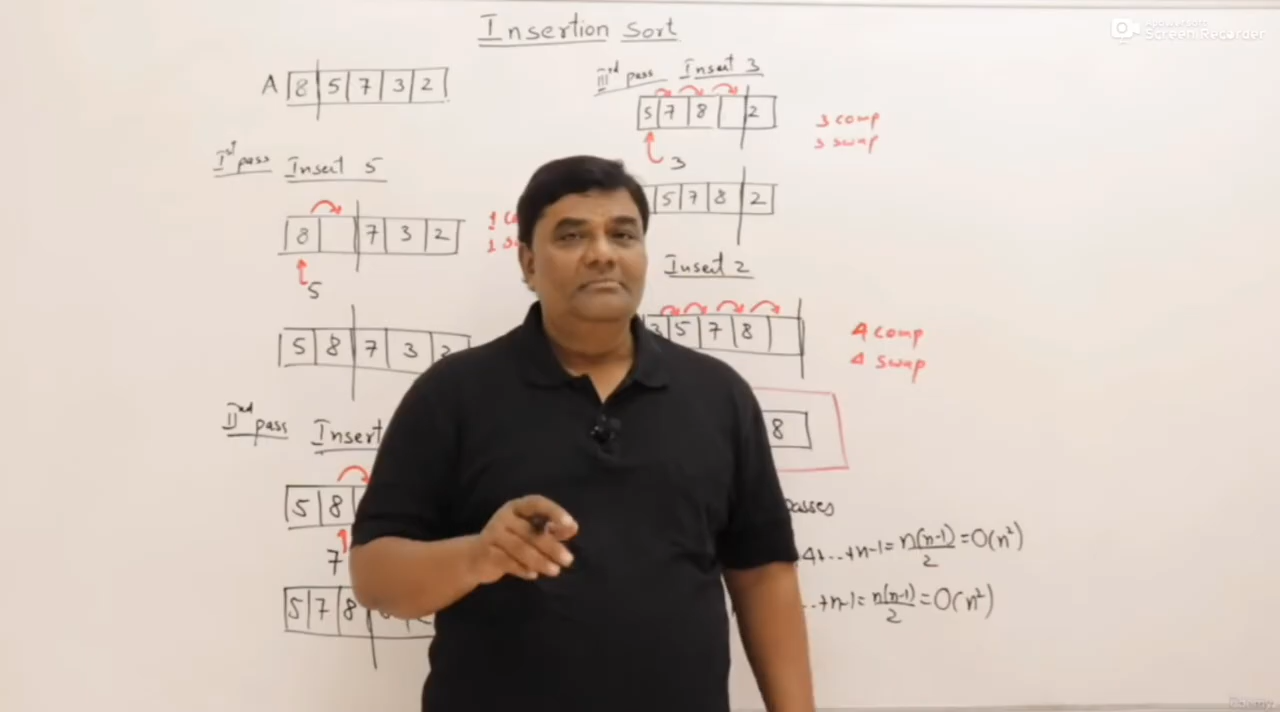 Insertion Sort
A 8 5 7 3 2
Ist pass Insert 5
8 7 3 2
5
5 8 7 3 2
IInd pass Insert
5 8
7
5 7 8
IIIrd pass Insert 3
5 7 8 2
3
3 comp
3 swap
5 7 8 2
Insert 2
3 5 7 8
4 comp
4 swap
8
passes
4+...+n-1 = n(n-1)/2 = O(n²)
..+n-1 = n(n-1)/2 = O(n²)
ScreenRecorder
Udemy